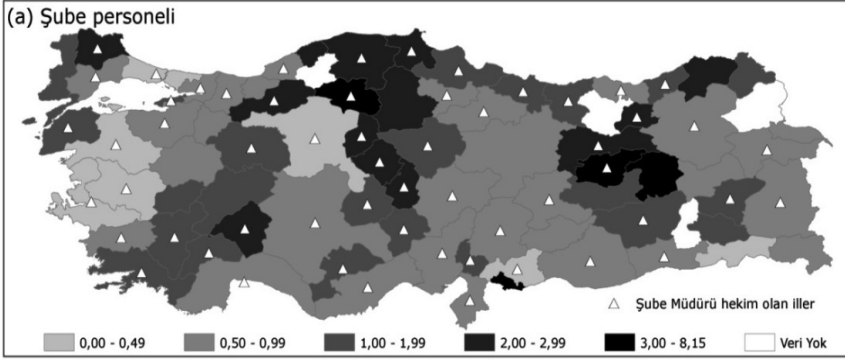 (a) Şube personeli
Şube Müdürü hekim olan iller
0,00 - 0,49 0,50 - 0,99 1,00 - 1,99 2,00 - 2,99 3,00 - 8,15 Veri Yok